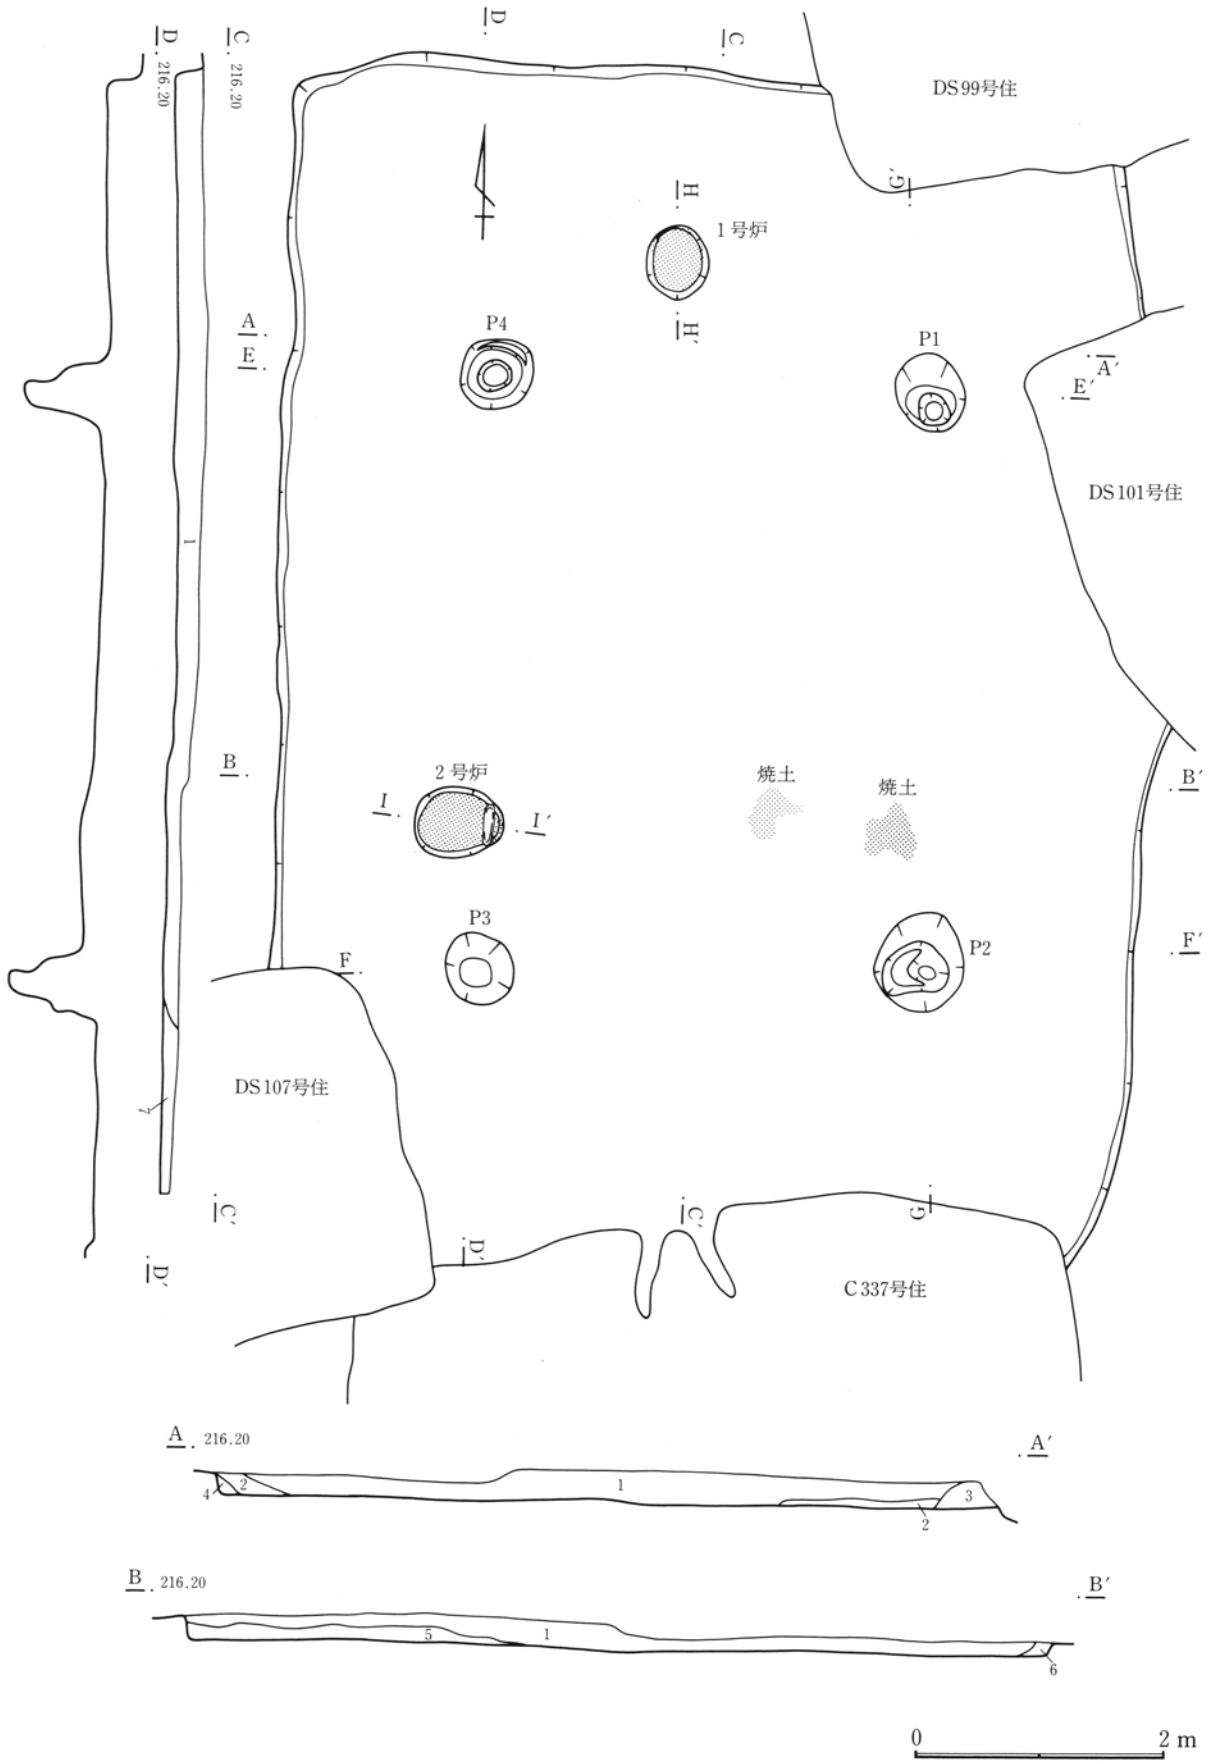 D
C
D . 216.20
C . 216.20
DS99号住
G′
H
1号炉
H′
A
E
P4
P1
A′
E′
DS101号住
1
B
2号炉
焼土
焼土
B′
I
I′
P3
P2
F
F′
DS107号住
7
C′
C′
G
D′
D′
C337号住
A . 216.20
A′
4
2
1
2
3
B . 216.20
B′
5
1
6
0
2 m